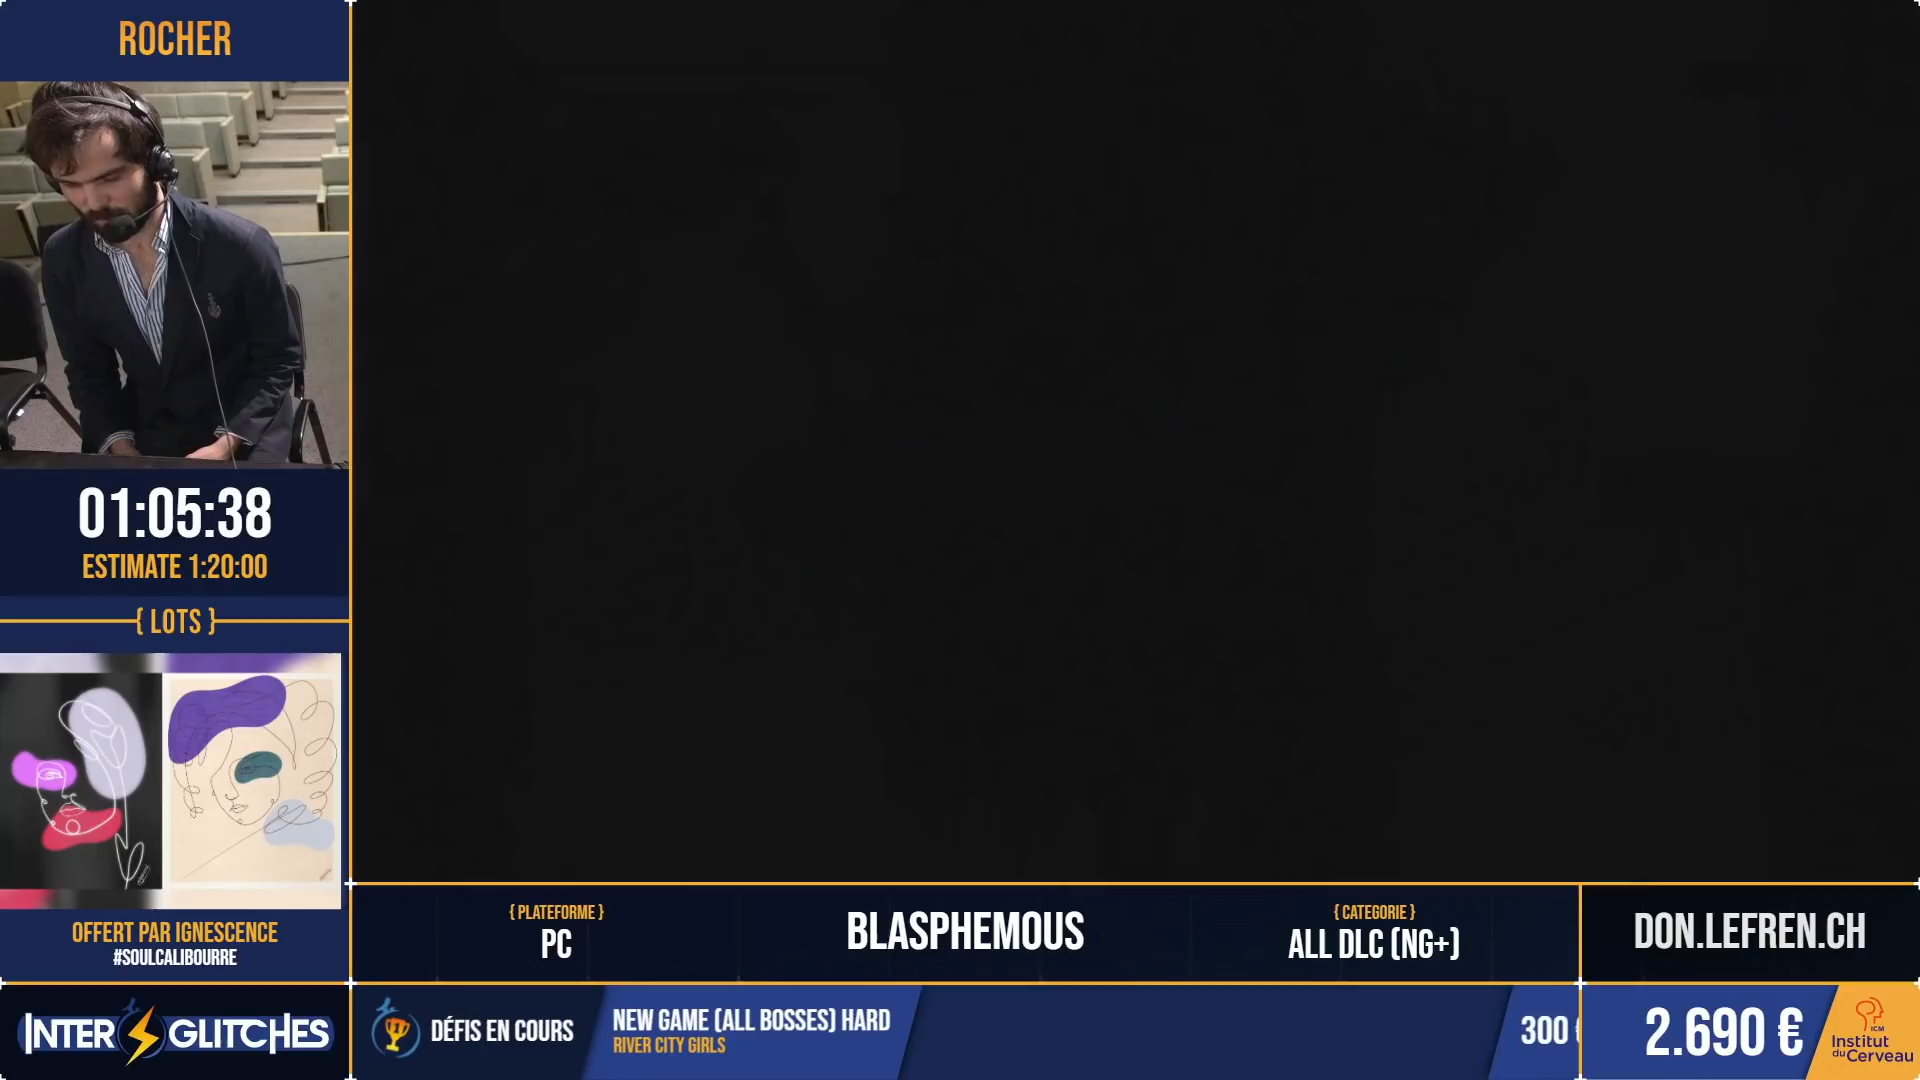 ROCHER
01:05:38
ESTIMATE 1:20:00
{ LOTS }
OFFERT PAR IGNESCENCE
#SOULCALIBOURRE
{ PLATEFORME }
PC
BLASPHEMOUS
{ CATEGORIE }
ALL DLC (NG+)
DON.LEFREN.CH
INTER GLITCHES
DÉFIS EN COURS
NEW GAME (ALL BOSSES) HARD
RIVER CITY GIRLS
300 €
2.690 €
ICM
Institut
du Cerveau